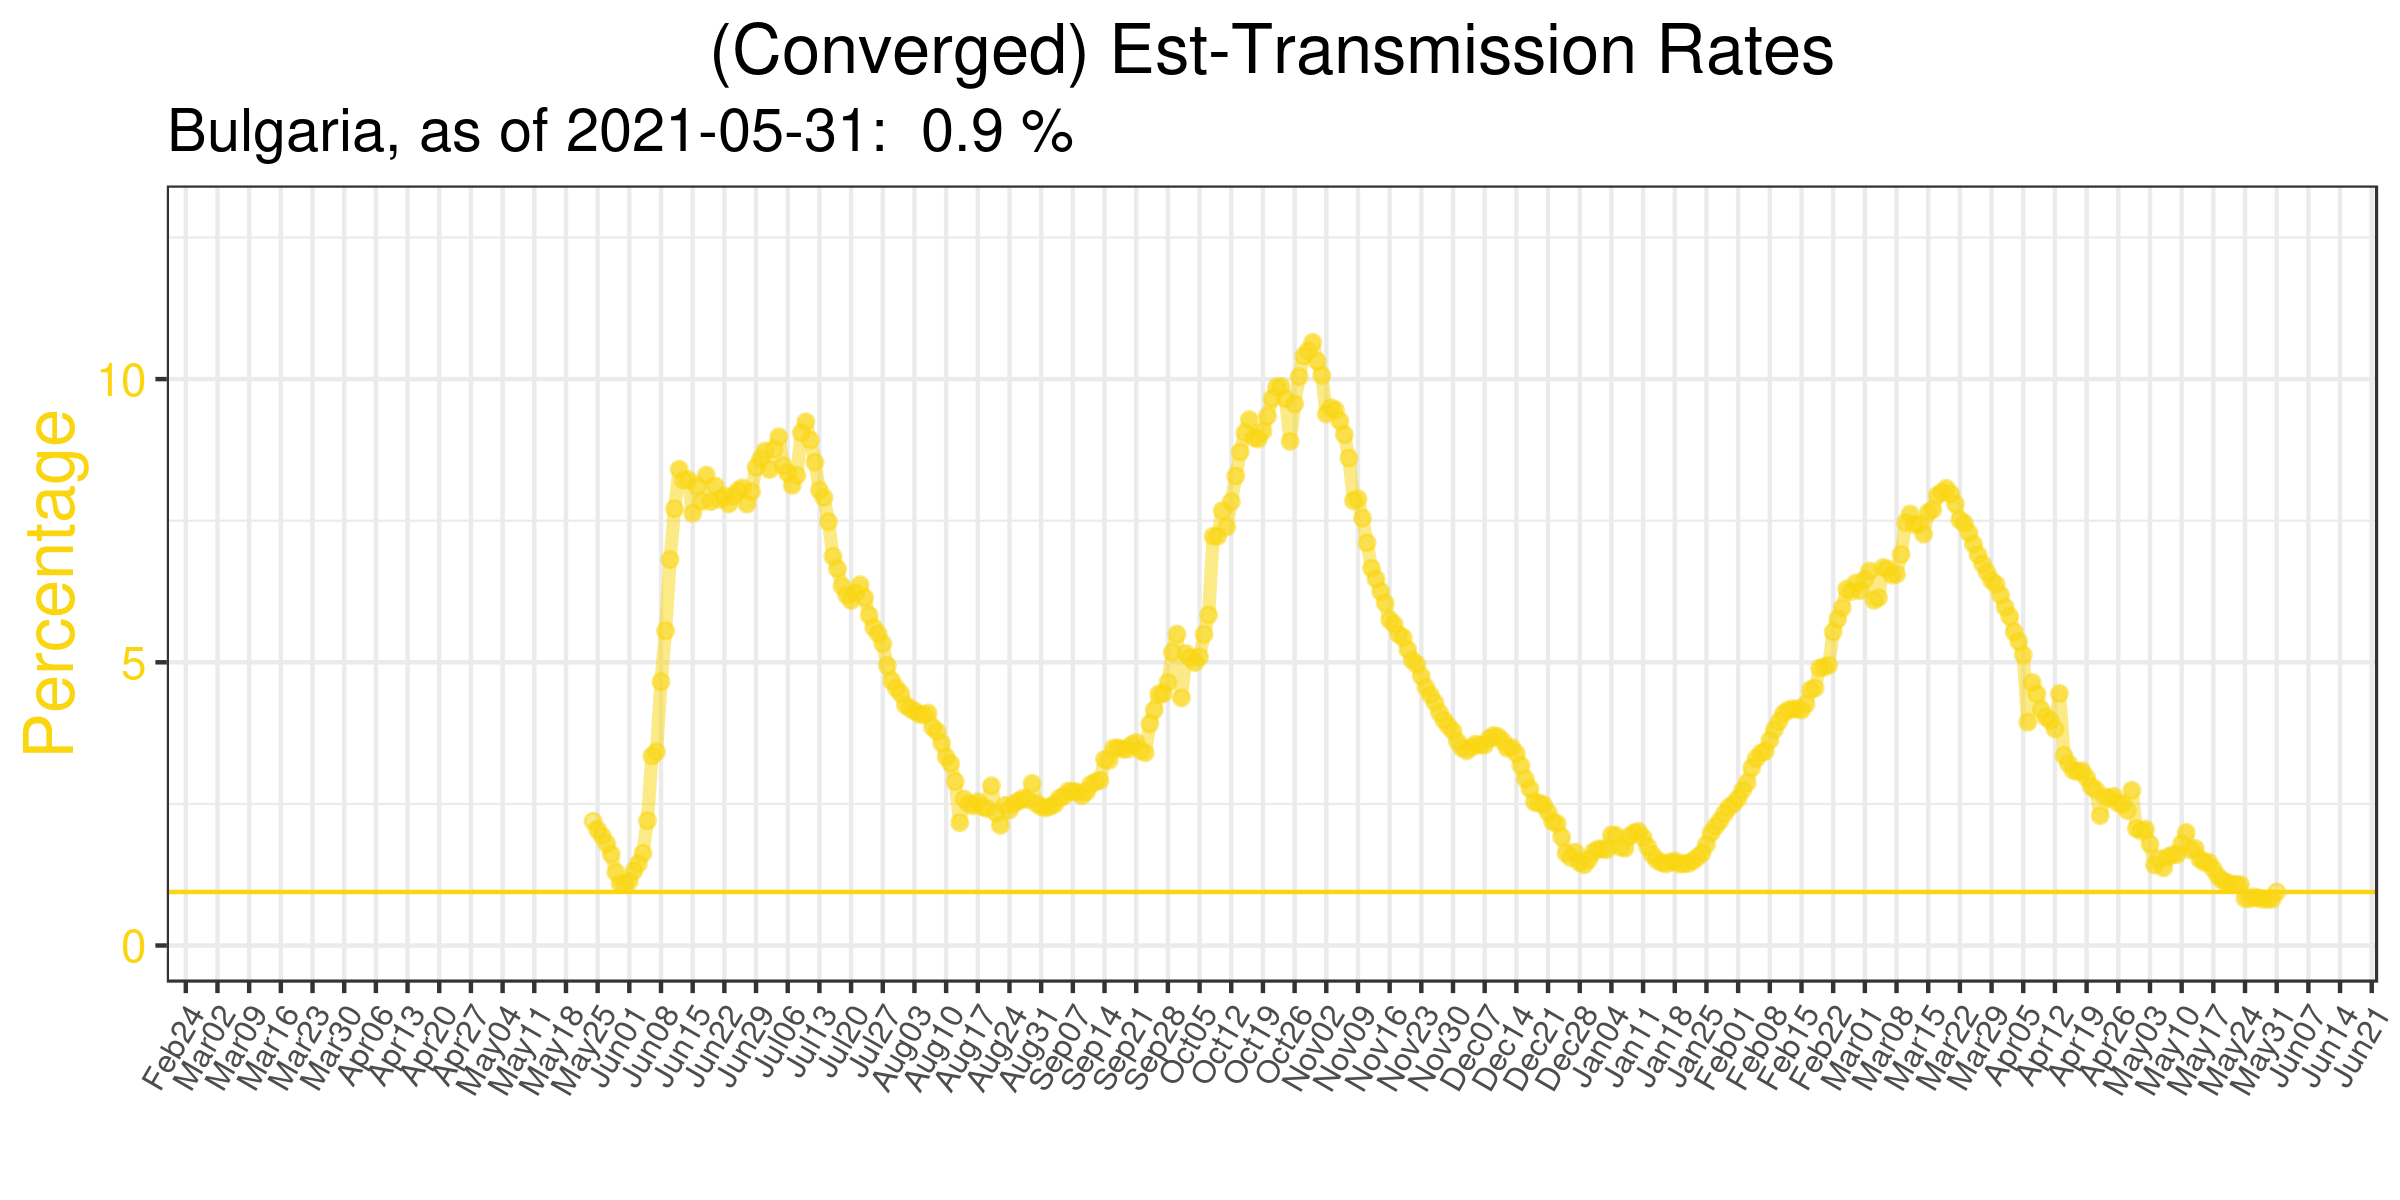 (Converged) Est-Transmission Rates
Bulgaria, as of 2021-05-31:  0.9 %
Percentage
10
5
0
Feb24
Mar02
Mar09
Mar16
Mar23
Mar30
Apr06
Apr13
Apr20
Apr27
May04
May11
May18
May25
Jun01
Jun08
Jun15
Jun22
Jun29
Jul06
Jul13
Jul20
Jul27
Aug03
Aug10
Aug17
Aug24
Aug31
Sep07
Sep14
Sep21
Sep28
Oct05
Oct12
Oct19
Oct26
Nov02
Nov09
Nov16
Nov23
Nov30
Dec07
Dec14
Dec21
Dec28
Jan04
Jan11
Jan18
Jan25
Feb01
Feb08
Feb15
Feb22
Mar01
Mar08
Mar15
Mar22
Mar29
Apr05
Apr12
Apr19
Apr26
May03
May10
May17
May24
May31
Jun07
Jun14
Jun21